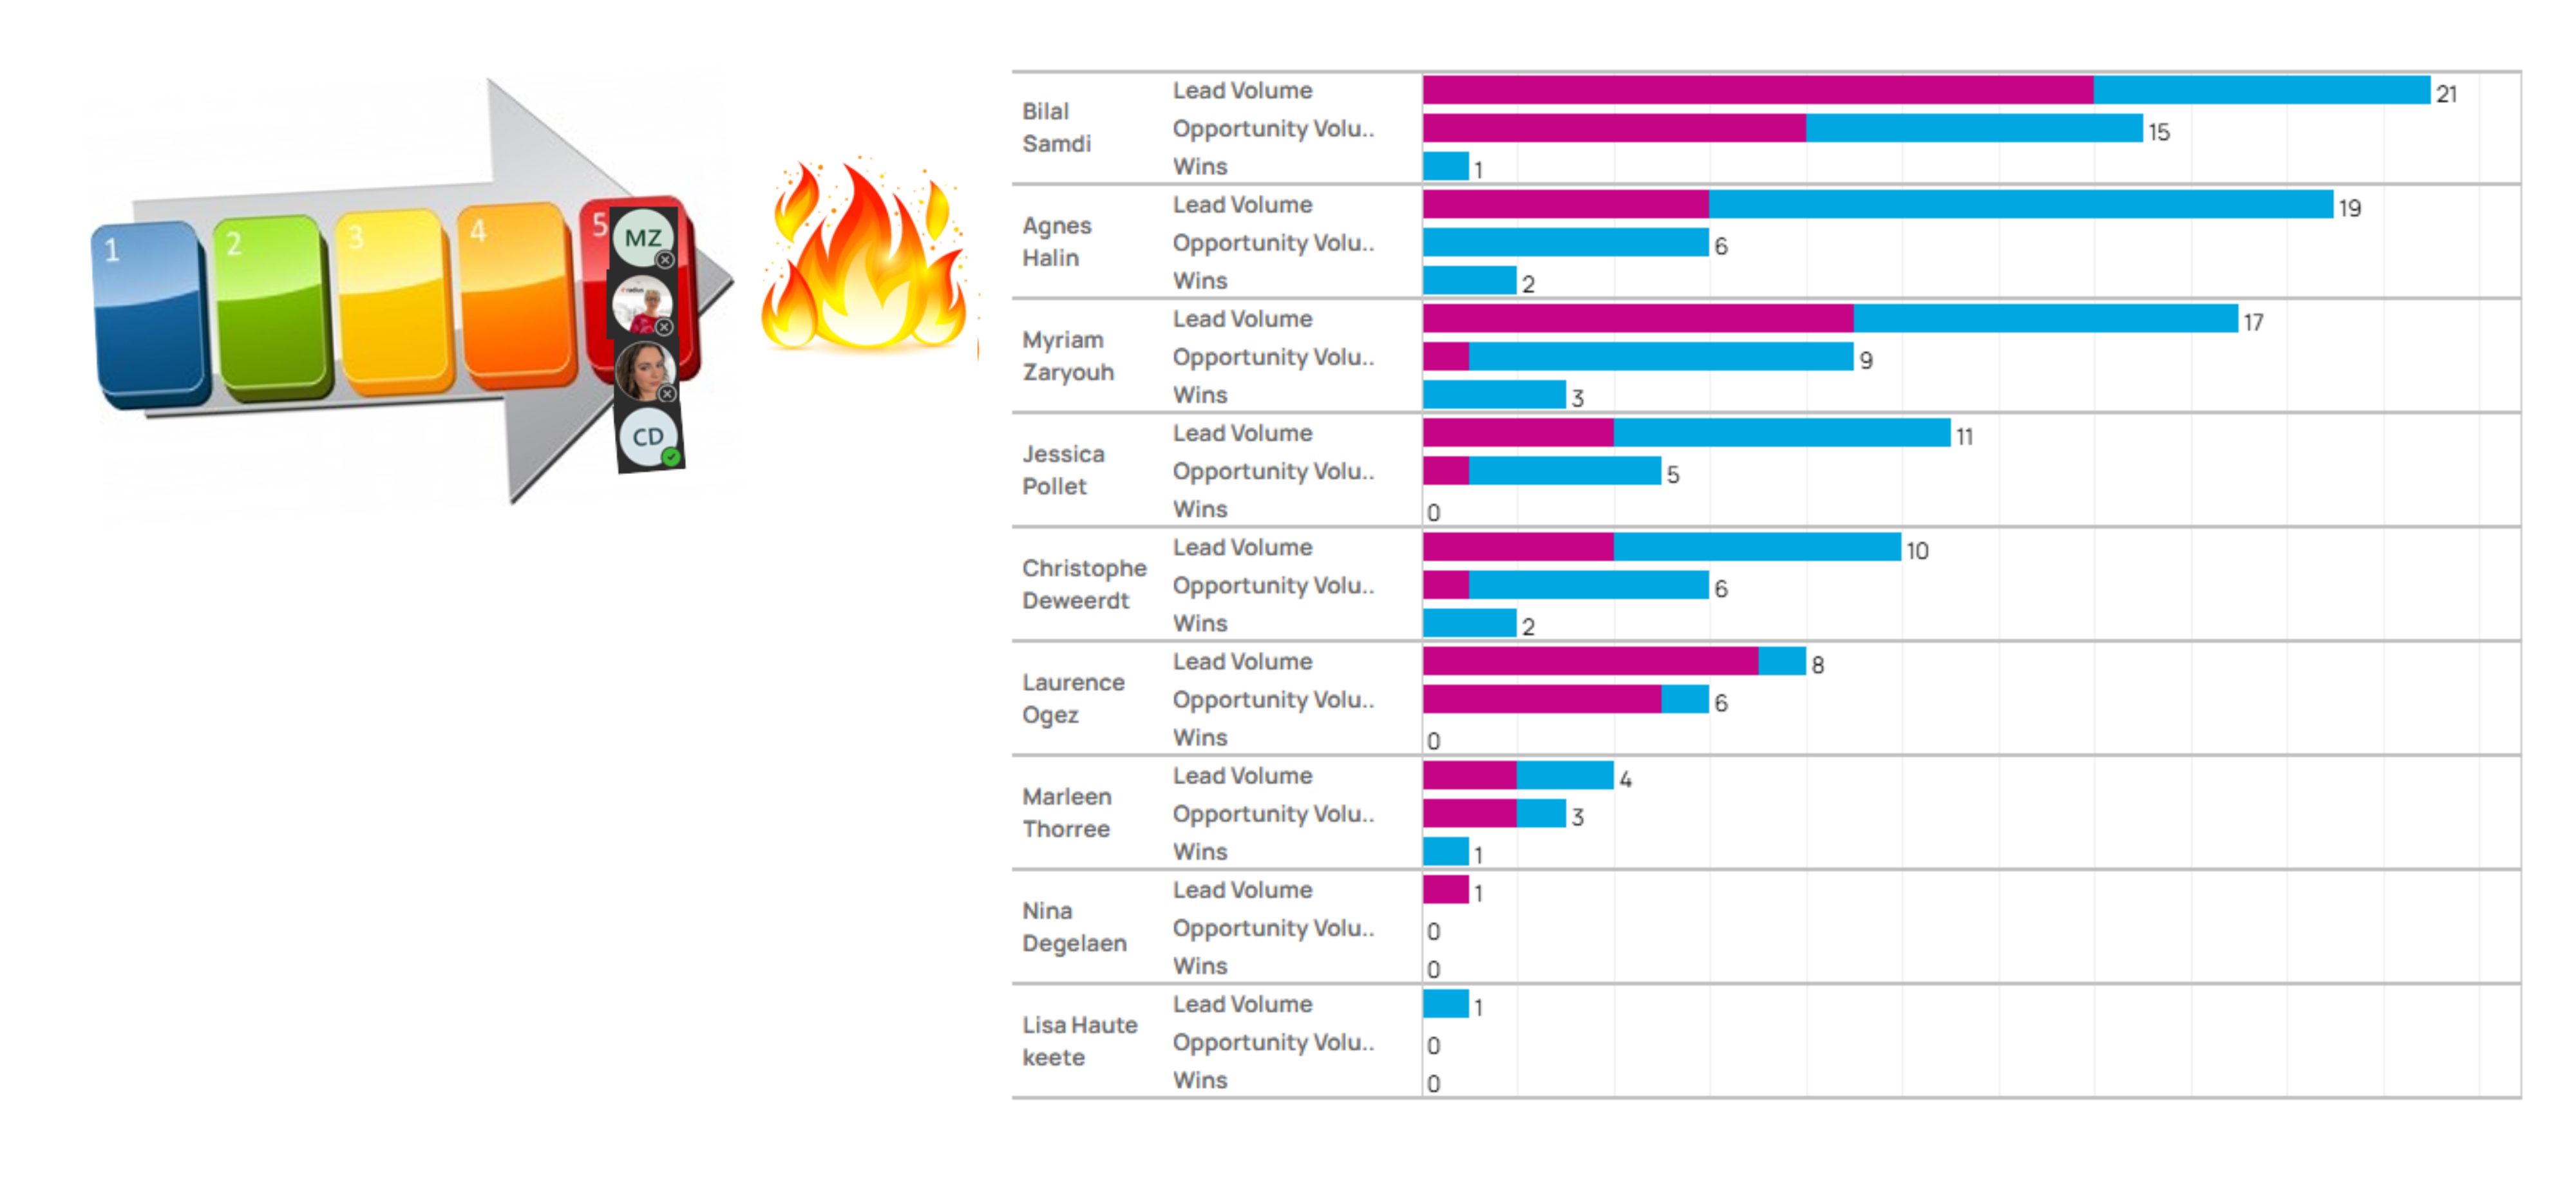 1
2
3
4
5
MZ
CD
Bilal
Samdi
Lead Volume
21
Opportunity Volu..
15
Wins
1
Agnes
Halin
Lead Volume
19
Opportunity Volu..
6
Wins
2
Myriam
Zaryouh
Lead Volume
17
Opportunity Volu..
9
Wins
3
Jessica
Pollet
Lead Volume
11
Opportunity Volu..
5
Wins
0
Christophe
Deweerdt
Lead Volume
10
Opportunity Volu..
6
Wins
2
Laurence
Ogez
Lead Volume
8
Opportunity Volu..
6
Wins
0
Marleen
Thorree
Lead Volume
4
Opportunity Volu..
3
Wins
1
Nina
Degelaen
Lead Volume
1
Opportunity Volu..
0
Wins
0
Lisa Haute
keete
Lead Volume
1
Opportunity Volu..
0
Wins
0